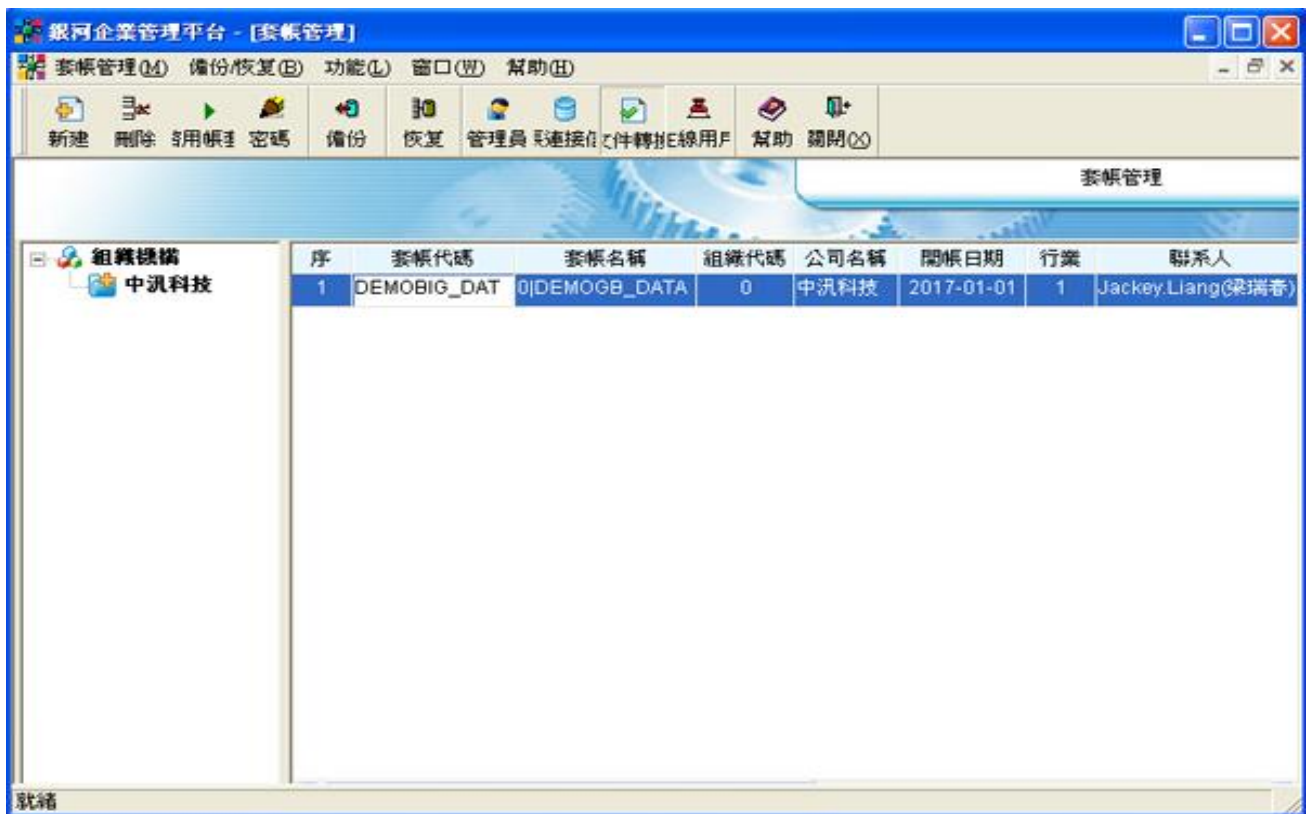 銀河企業管理平台 - [套帳管理]
套帳管理(M) 備份/恢复(B) 功能(L) 窗口(W) 幫助(H)
新建 刪除 用帳 密碼 備份 恢复 管理員 連接 件轉 線用 幫助 關閉(X)
套帳管理
組織機構
中汎科技
序 套帳代碼 套帳名稱 組織代碼 公司名稱 開帳日期 行業 聯系人
1 DEMOBIG_DAT 0|DEMOGB_DATA 0 中汎科技 2017-01-01 1 Jackey.Liang(梁瑞春)
就緒